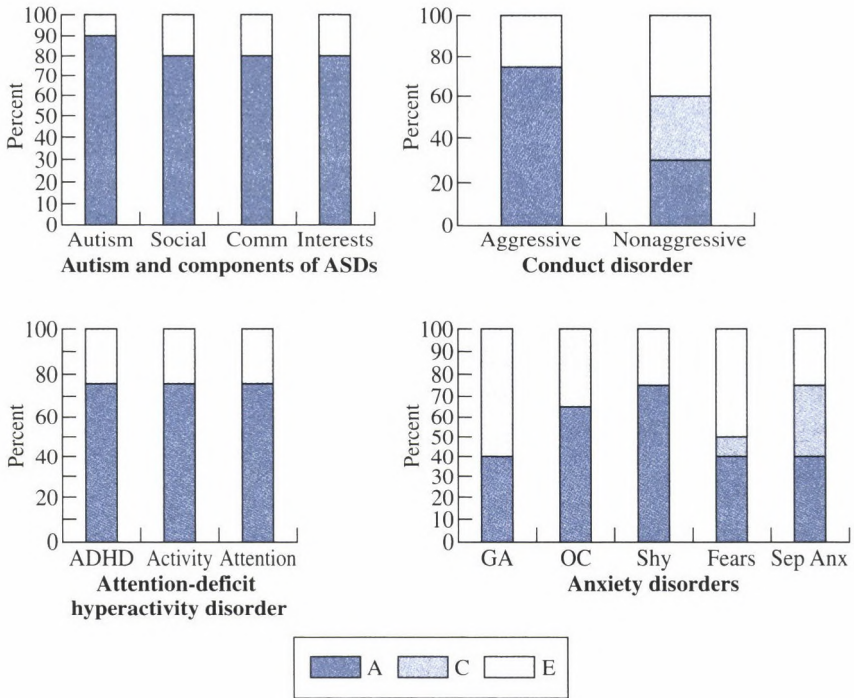 100
90
80
70
60
50
40
30
20
10
0
Percent
Autism Social Comm Interests
Autism and components of ASDs
100
80
60
40
20
0
Percent
Aggressive Nonaggressive
Conduct disorder
100
80
60
40
20
0
Percent
ADHD Activity Attention
Attention-deficit
hyperactivity disorder
100
90
80
70
60
50
40
30
20
10
0
Percent
GA OC Shy Fears Sep Anx
Anxiety disorders
A C E